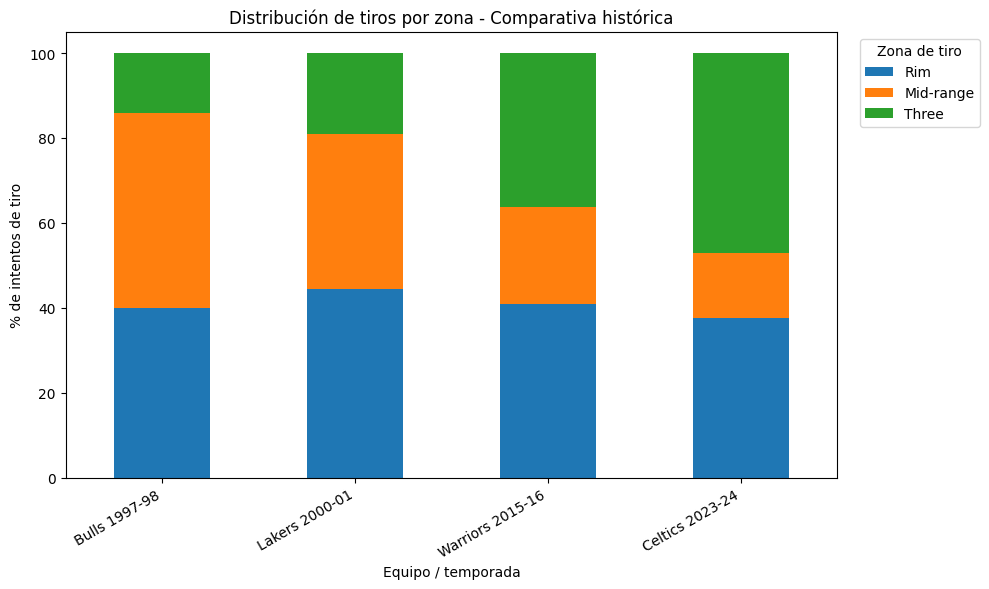 Distribución de tiros por zona - Comparativa histórica
Zona de tiro
Rim
Mid-range
Three
% de intentos de tiro
100
80
60
40
20
0
Bulls 1997-98
Lakers 2000-01
Warriors 2015-16
Celtics 2023-24
Equipo / temporada